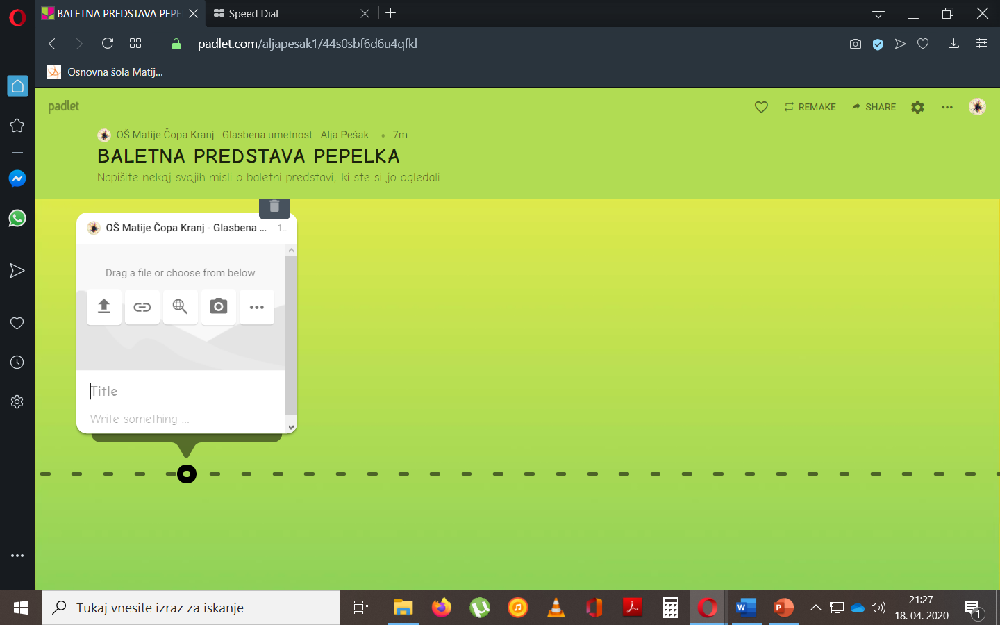 BALETNA PREDSTAVA PEPE
Speed Dial
padlet.com/aljapesak1/44s0sbf6d6u4qfkl
Osnovna šola Matij...
padlet
REMAKE
SHARE
OŠ Matije Čopa Kranj - Glasbena umetnost - Alja Pešak • 7m
BALETNA PREDSTAVA PEPELKA
Napišite nekaj svojih misli o baletni predstavi, ki ste si jo ogledali.
OŠ Matije Čopa Kranj - Glasbena ... 1..
Drag a file or choose from below
Title
Write something ...
Tukaj vnesite izraz za iskanje
21:27
18. 04. 2020
1